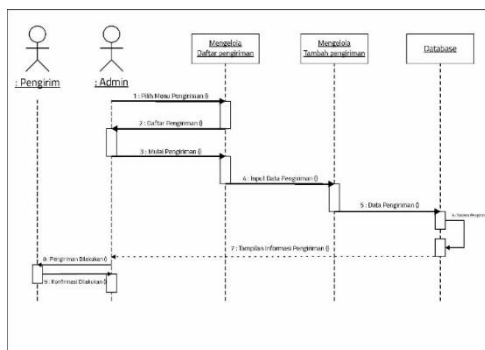 Mengelola
Daftar pengiriman
Mengelola
Tambah pengiriman
Database
: Pengirim
: Admin
1 : Pilih Menu Pengiriman ()
2 : Daftar Pengiriman ()
3 : Mulai Pengiriman ()
4 : Input Data Pengiriman ()
5 : Data Pengiriman ()
7 : Tampilan Informasi Pengiriman ()
8 : Pengiriman Dilakukan ()
9 : Konfirmasi Dilakukan ()